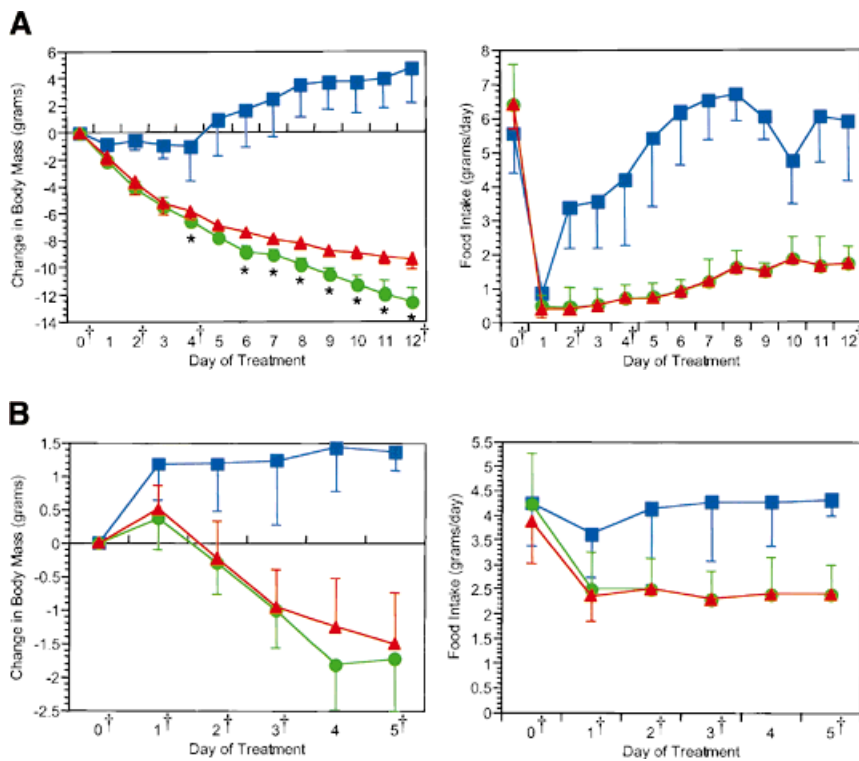 A
Change in Body Mass (grams)
6
4
2
0
-2
-4
-6
-8
-10
-12
-14
* * * * * * * *
0† 1 2† 3 4† 5 6 7 8 9 10 11 12†
Day of Treatment
Food Intake (grams/day)
8
7
6
5
4
3
2
1
0
0† 1 2† 3 4† 5 6 7 8 9 10 11 12†
Day of Treatment
B
Change in Body Mass (grams)
1.5
1
0.5
0
-0.5
-1
-1.5
-2
-2.5
0† 1† 2† 3† 4 5†
Day of Treatment
Food Intake (grams/day)
5.5
5
4.5
4
3.5
3
2.5
2
1.5
1
0.5
0
0† 1† 2† 3† 4 5†
Day of Treatment